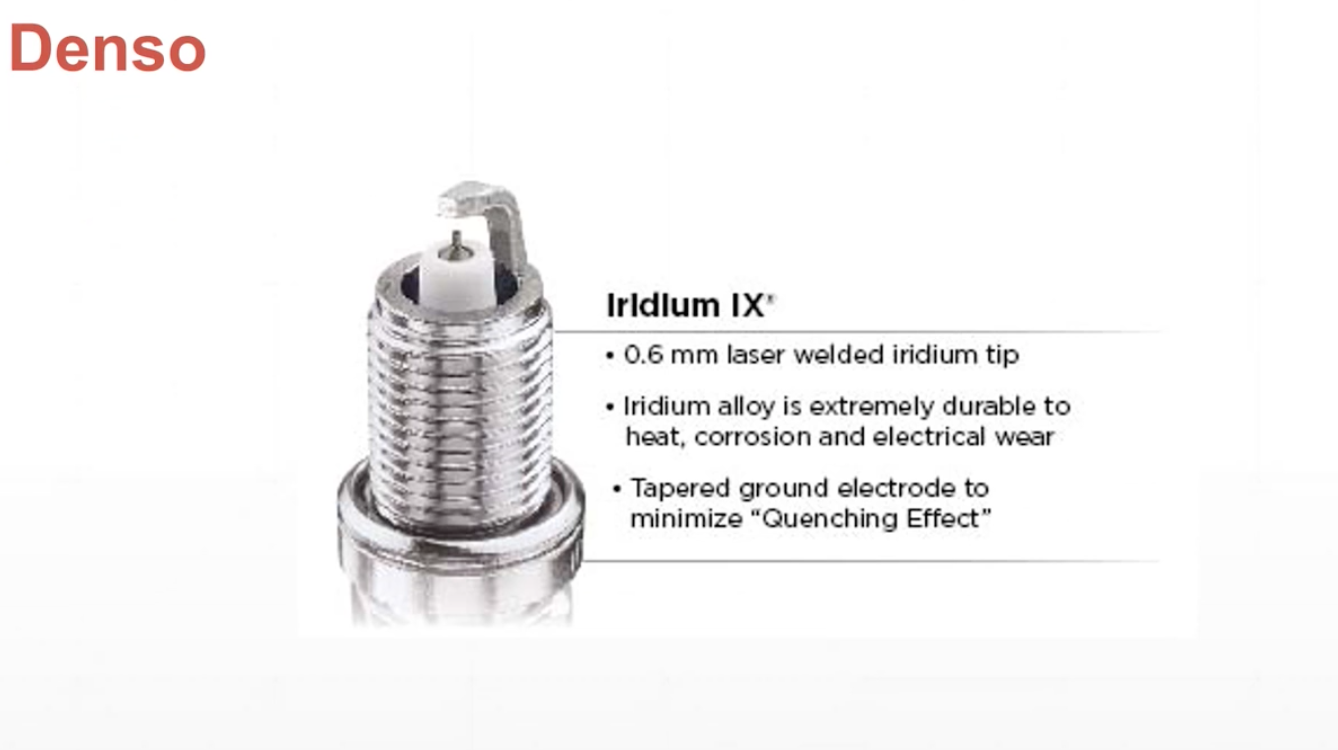 Denso
Iridium IX®
• 0.6 mm laser welded iridium tip
• Iridium alloy is extremely durable to
heat, corrosion and electrical wear
• Tapered ground electrode to
minimize “Quenching Effect”